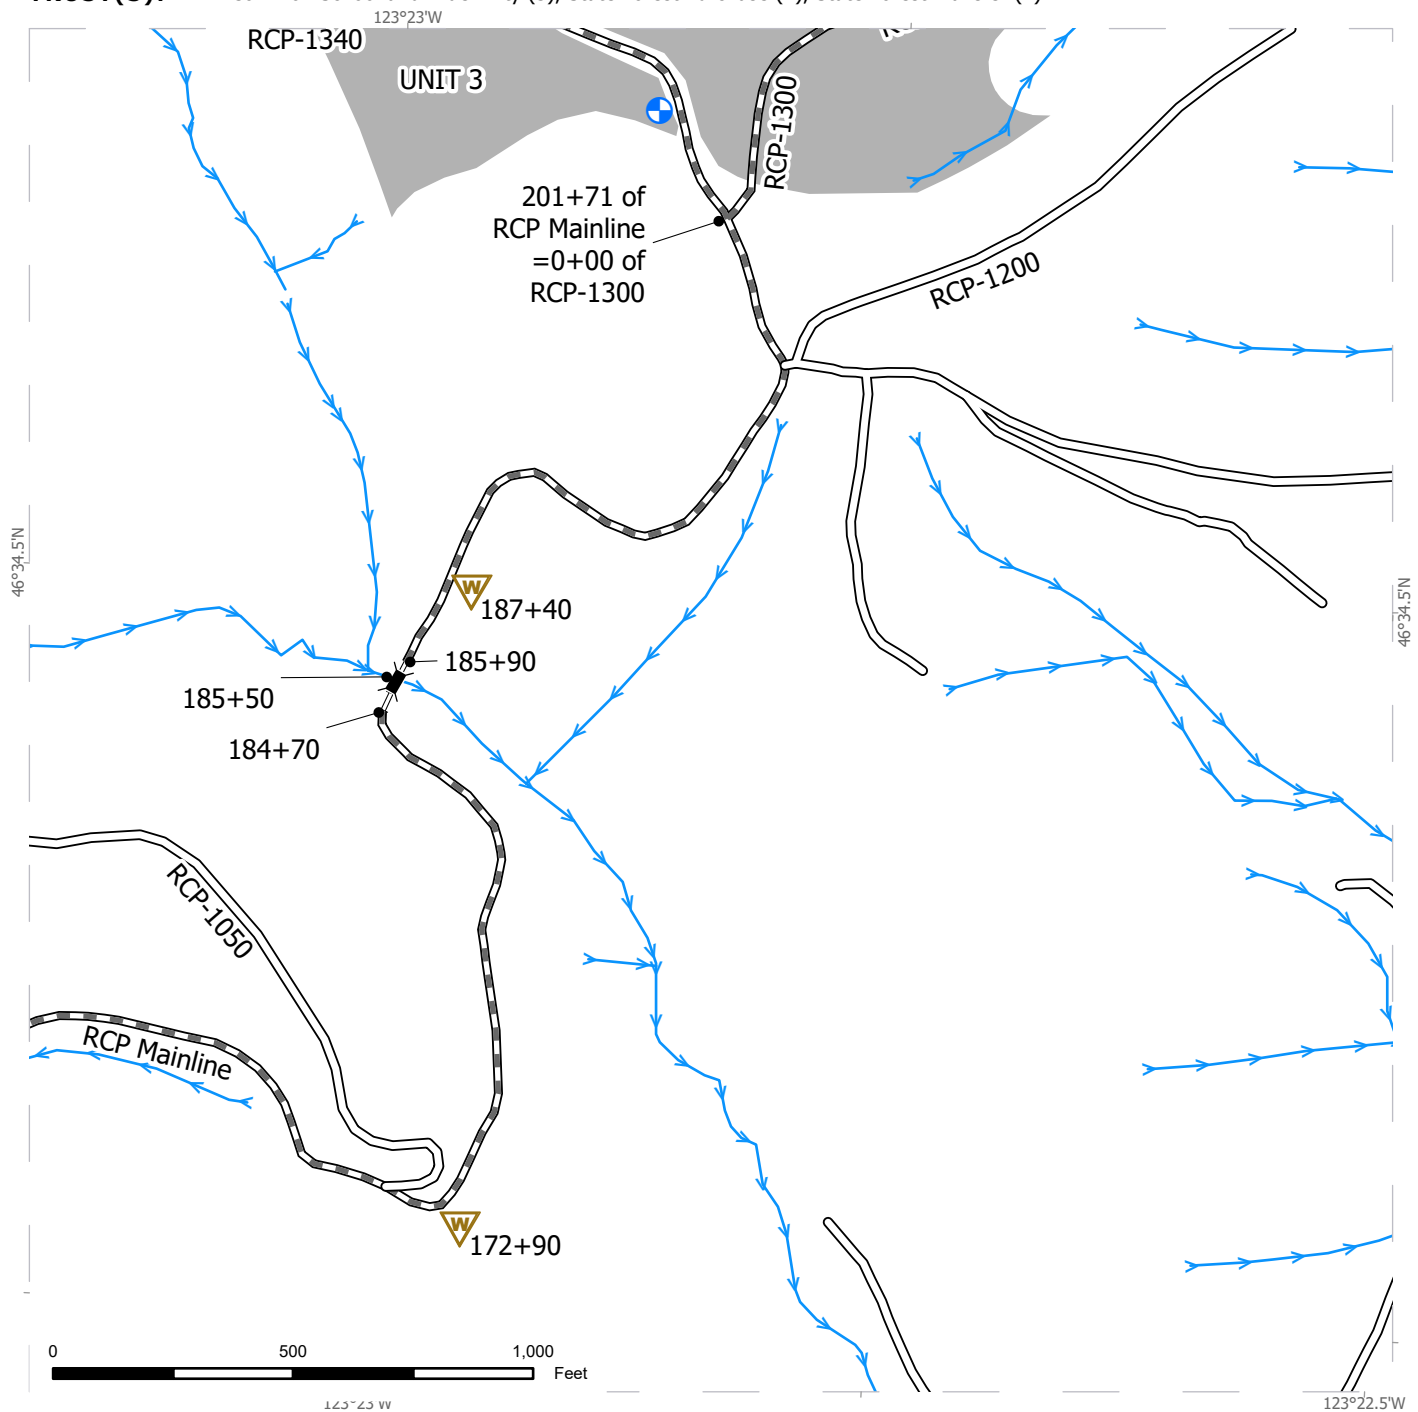 123°23'W
RCP-1340
UNIT 3
RCP-1300
201+71 of
RCP Mainline
=0+00 of
RCP-1300
RCP-1200
46°34.5'N
46°34.5'N
W
187+40
185+90
185+50
184+70
RCP-1050
RCP Mainline
W
172+90
0 500 1,000
Feet
123°23'W
123°22.5'W